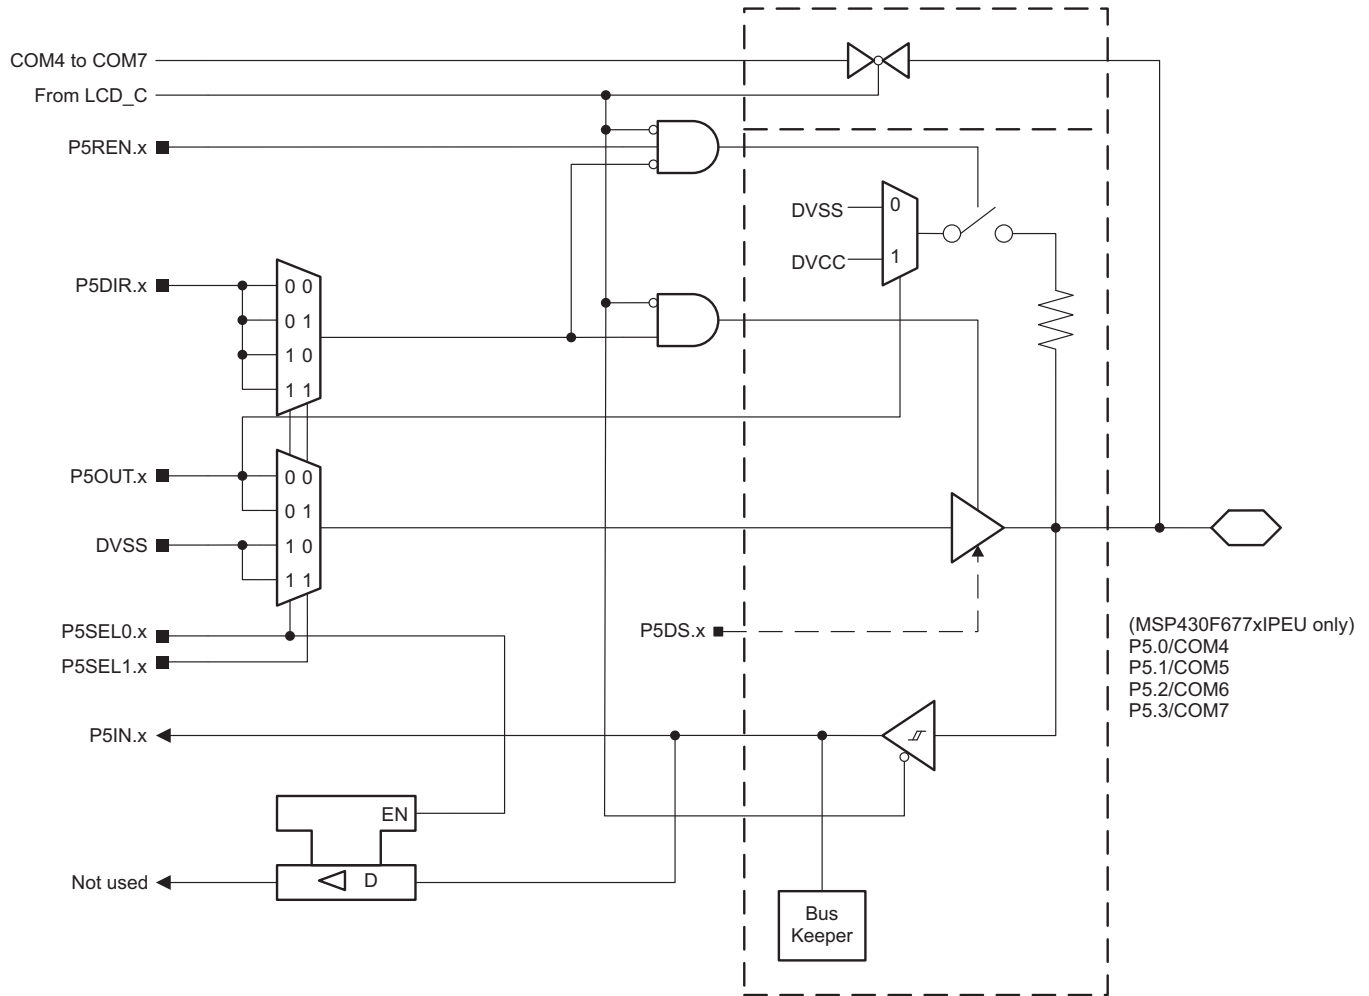 COM4 to COM7
From LCD_C
P5REN.x
DVSS
0
DVCC
1
P5DIR.x
0 0
0 1
1 0
1 1
P5OUT.x
0 0
0 1
DVSS
1 0
1 1
P5SEL0.x
P5SEL1.x
P5DS.x
(MSP430F677xIPEU only)
P5.0/COM4
P5.1/COM5
P5.2/COM6
P5.3/COM7
P5IN.x
EN
Not used
D
Bus
Keeper